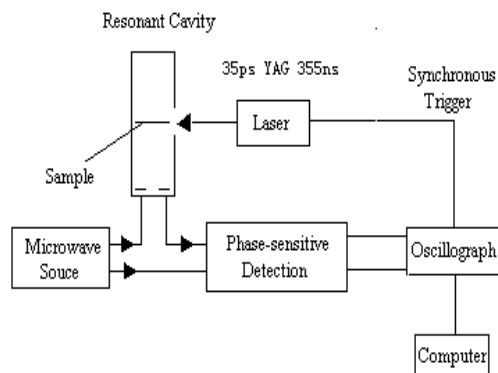 Resonant Cavity
35ps YAG 355ns
Synchronous
Trigger
Laser
Sample
Microwave
Souce
Phase-sensitive
Detection
Oscillograph
Computer